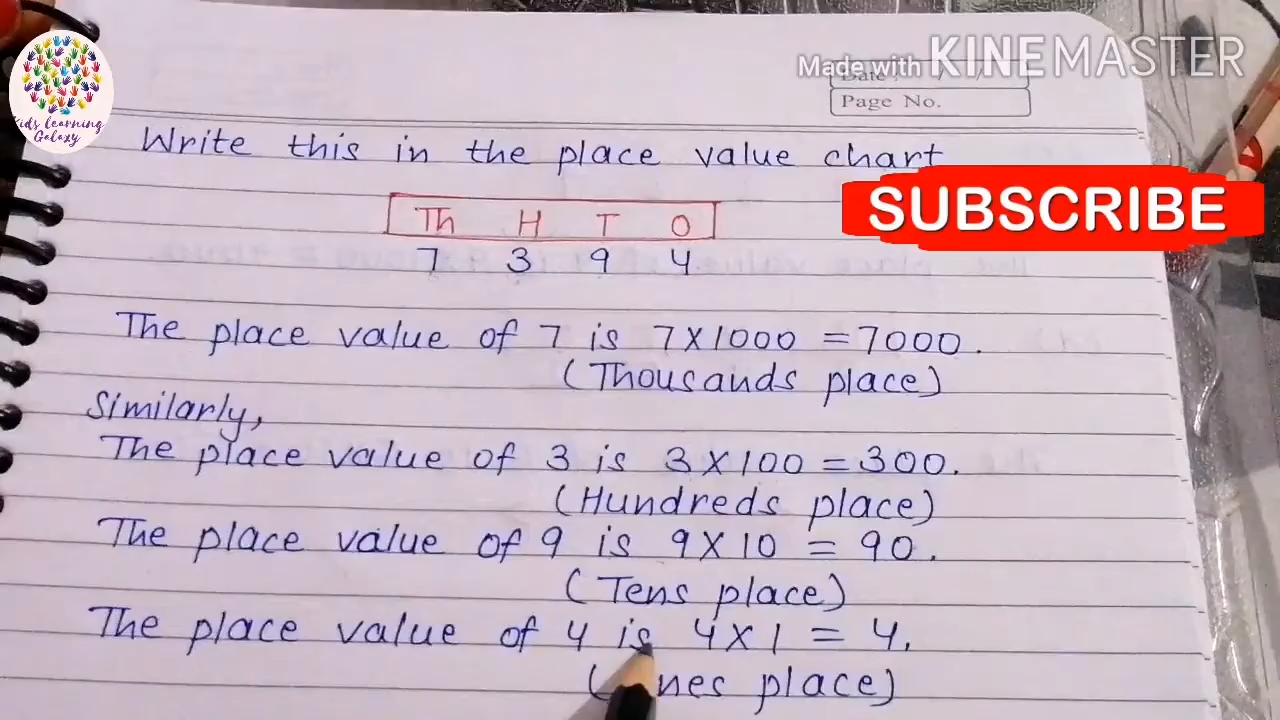 Kids Learning
Galaxy
Made with KINEMASTER
Page No.
Write this in the place value chart
SUBSCRIBE
Th H T O
7 3 9 4
The place value of 7 is 7X1000 = 7000.
(Thousands place)
Similarly,
The place value of 3 is 3X100 = 300.
(Hundreds place)
The place value of 9 is 9X10 = 90.
(Tens place)
The place value of 4 is 4X1 = 4.
place)